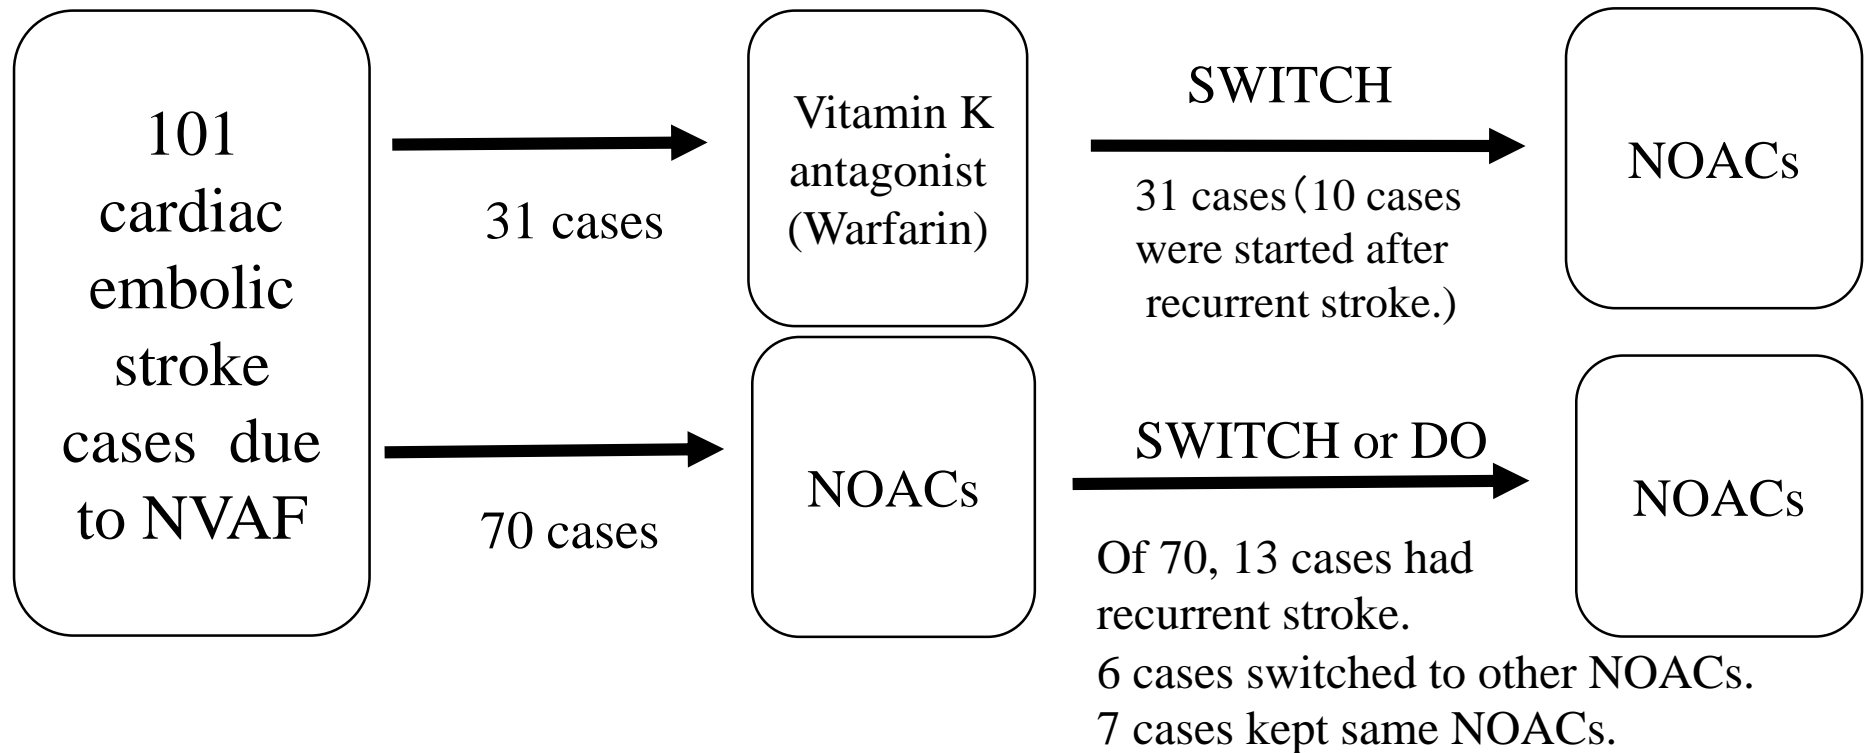 101
cardiac
embolic
stroke
cases due
to NVAF
31 cases
70 cases
Vitamin K
antagonist
(Warfarin)
NOACs
SWITCH
31 cases（10 cases
were started after
recurrent stroke.)
NOACs
SWITCH or DO
Of 70, 13 cases had
recurrent stroke.
6 cases switched to other NOACs.
7 cases kept same NOACs.
NOACs